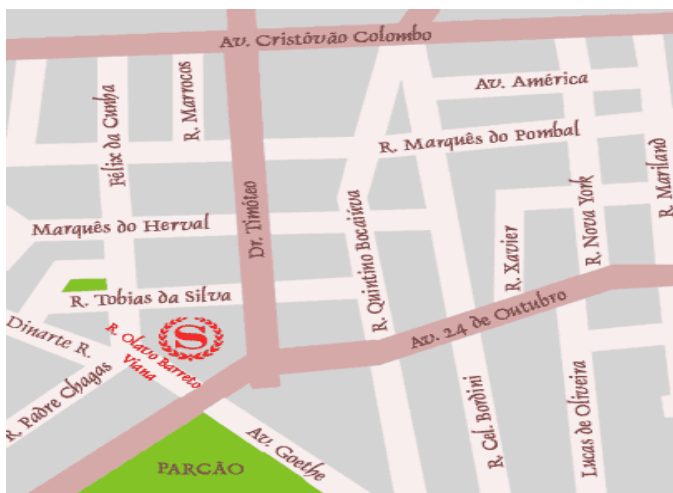 Av. Cristóvão Colombo
Av. América
R. Marrocos
Félix da Cunha
R. Marquês do Pombal
R. Mariland
Dr. Timóteo
R. Quintino Bocaiúva
R. Nova York
Marquês do Herval
R. Xavier
R. Tobias da Silva
Av. 24 de Outubro
Dinarte R.
R. Olavo Barreto
Viana
S
R. Padre Chagas
R. Cel. Bordini
Lucas de Oliveira
Av. Goethe
PARCÃO